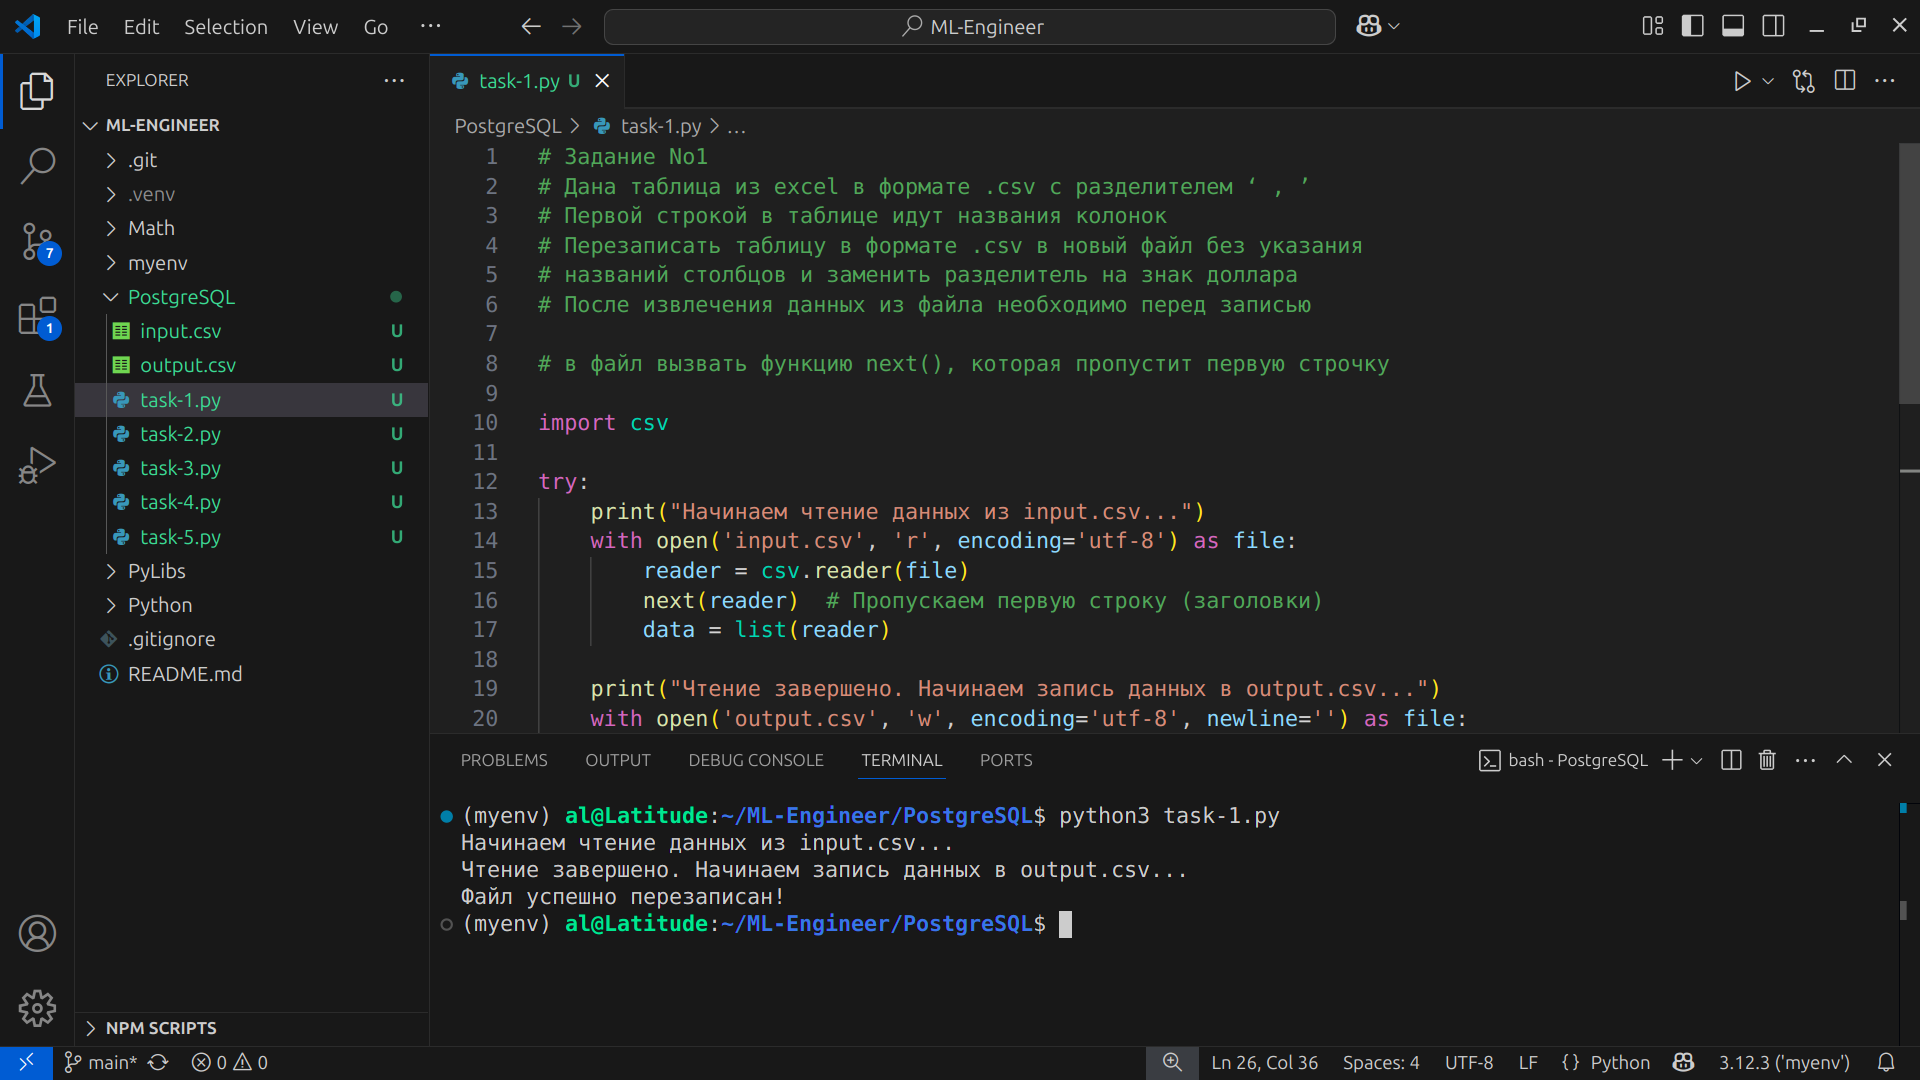 File Edit Selection View Go ··· ML-Engineer
EXPLORER ···
ML-ENGINEER
.git
.venv
Math
myenv
PostgreSQL
input.csv U
output.csv U
task-1.py U
task-2.py U
task-3.py U
task-4.py U
task-5.py U
PyLibs
Python
.gitignore
README.md
NPM SCRIPTS
7
1
task-1.py U
PostgreSQL > task-1.py > ...
1 # Задание No1
2 # Дана таблица из excel в формате .csv с разделителем ‘ , ’
3 # Первой строкой в таблице идут названия колонок
4 # Перезаписать таблицу в формате .csv в новый файл без указания
5 # названий столбцов и заменить разделитель на знак доллара
6 # После извлечения данных из файла необходимо перед записью
7
8 # в файл вызвать функцию next(), которая пропустит первую строчку
9
10 import csv
11
12 try:
13 print("Начинаем чтение данных из input.csv...")
14 with open('input.csv', 'r', encoding='utf-8') as file:
15 reader = csv.reader(file)
16 next(reader) # Пропускаем первую строку (заголовки)
17 data = list(reader)
18
19 print("Чтение завершено. Начинаем запись данных в output.csv...")
20 with open('output.csv', 'w', encoding='utf-8', newline='') as file:
PROBLEMS OUTPUT DEBUG CONSOLE TERMINAL PORTS bash - PostgreSQL
(myenv) al@Latitude:~/ML-Engineer/PostgreSQL$ python3 task-1.py
Начинаем чтение данных из input.csv...
Чтение завершено. Начинаем запись данных в output.csv...
Файл успешно перезаписан!
(myenv) al@Latitude:~/ML-Engineer/PostgreSQL$
main* 0 0 Ln 26, Col 36 Spaces: 4 UTF-8 LF {} Python 3.12.3 ('myenv')